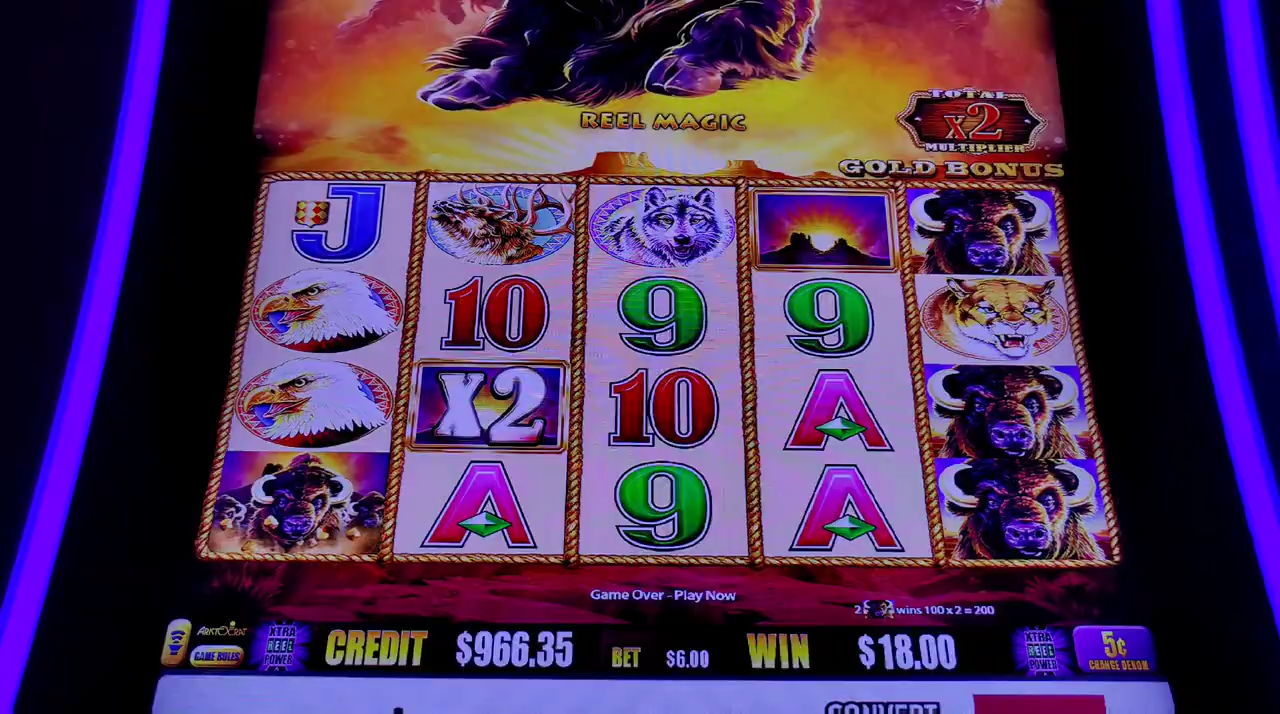 REEL MAGIC
TOTAL
X2
MULTIPLIER
GOLD BONUS
J
10
9
9
X2
10
A
A
9
A
Game Over - Play Now
2 wins 100 x 2 = 200
ARISTOCRAT
GAME RULES
XTRA
REEL
POWER
CREDIT $966.35
BET $6.00
WIN $18.00
XTRA
REEL
POWER
5¢
CHANGE DENOM
CONVERT